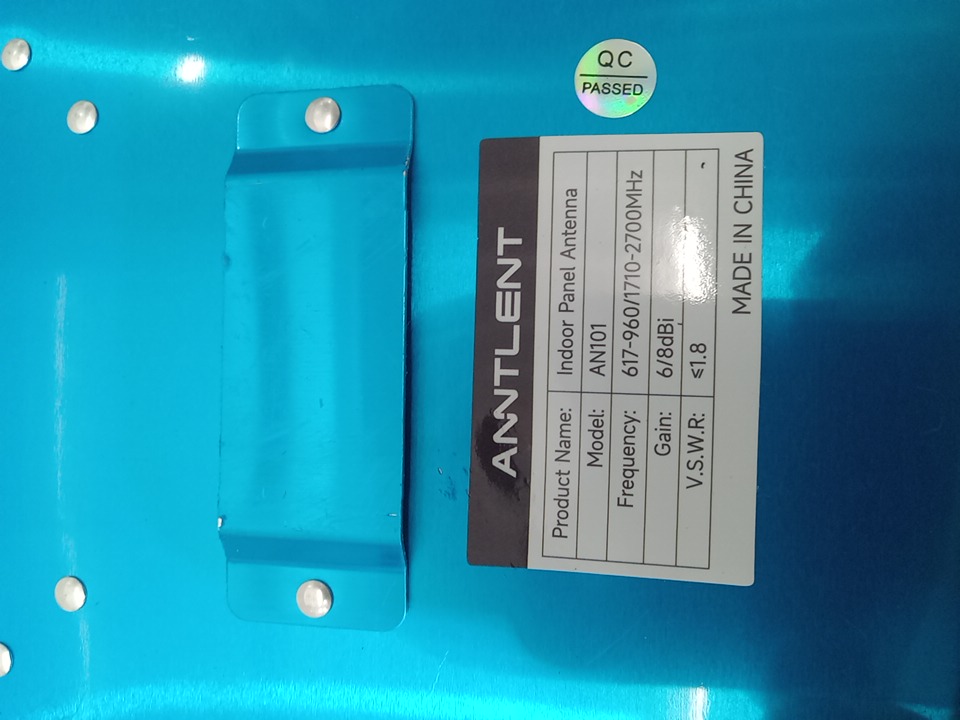 QC
PASSED
ANNTLENT
Product Name: Indoor Panel Antenna
Model: AN101
Frequency: 617-960/1710-2700MHz
Gain: 6/8dBi
V.S.W.R: ≤1.8
MADE IN CHINA